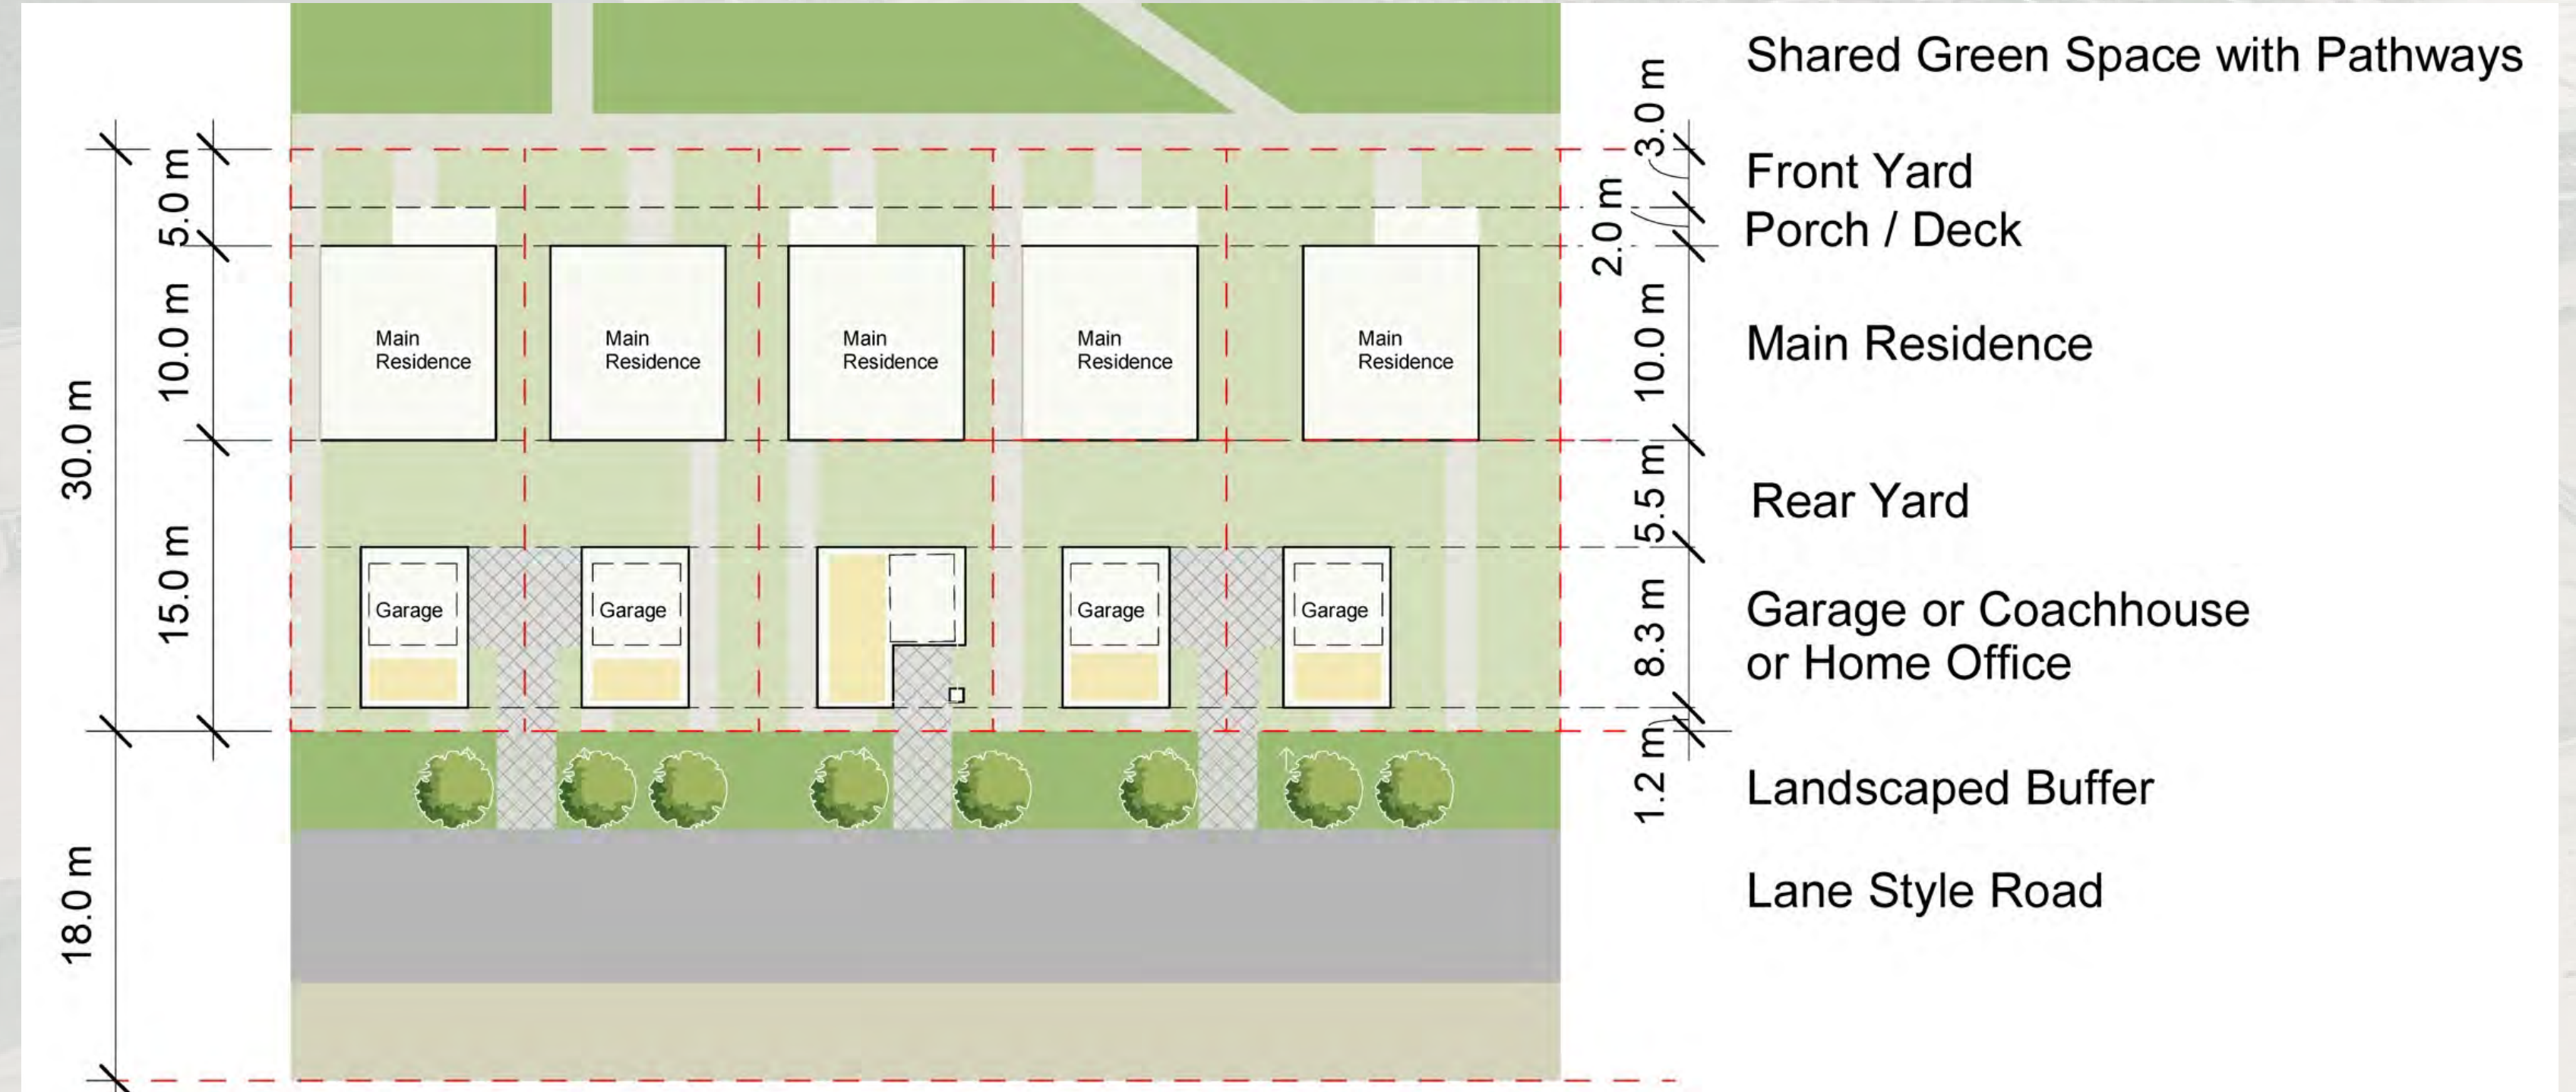 Shared Green Space with Pathways
Front Yard
Porch / Deck
Main Residence
Rear Yard
Garage or Coachhouse
or Home Office
Landscaped Buffer
Lane Style Road
30.0 m
18.0 m
5.0 m
10.0 m
15.0 m
3.0 m
2.0 m
10.0 m
5.5 m
8.3 m
1.2 m
Main
Residence
Main
Residence
Main
Residence
Main
Residence
Main
Residence
Garage
Garage
Garage
Garage